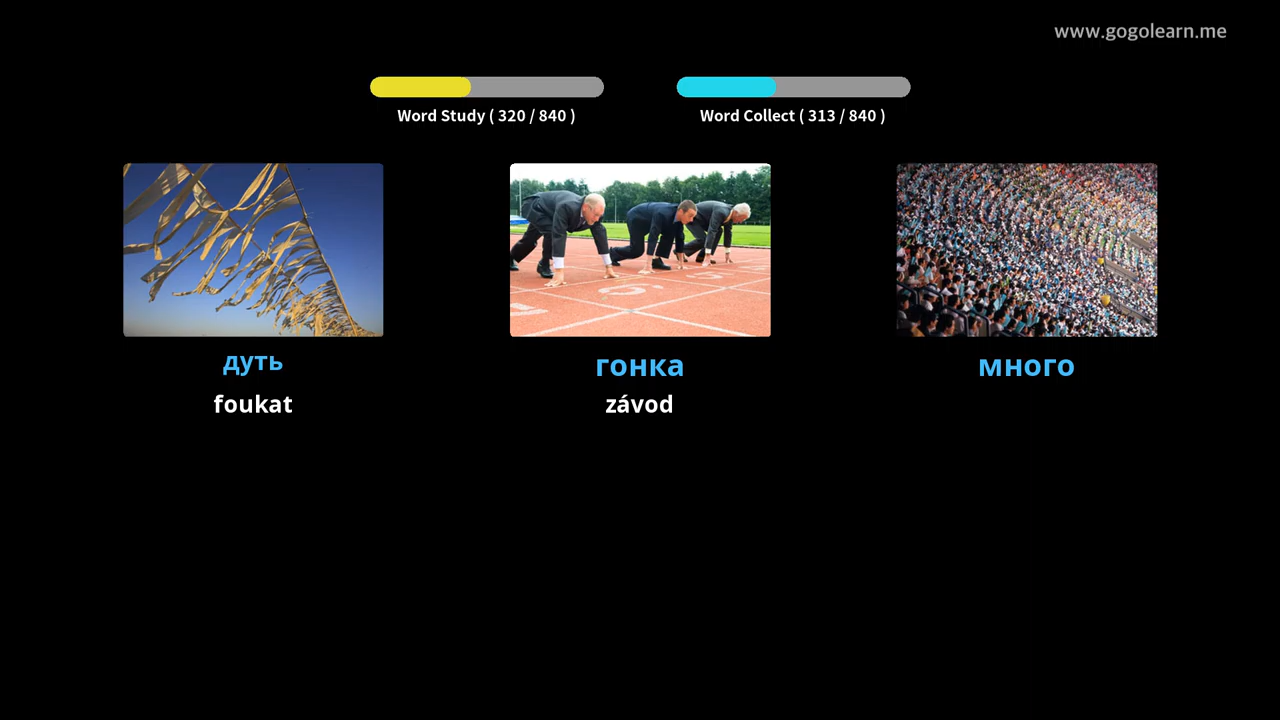 www.gogolearn.me
Word Study ( 320 / 840 )
Word Collect ( 313 / 840 )
дуть
foukat
гонка
závod
много